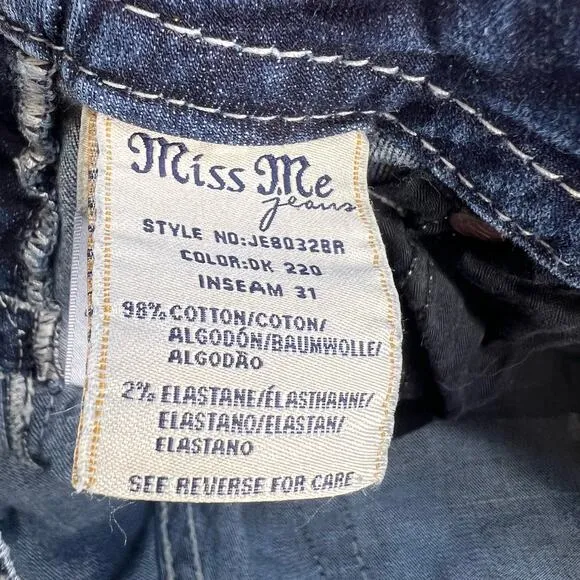 Miss Me
jeans
STYLE NO:JE8032BR
COLOR:DK 220
INSEAM 31
98% COTTON/COTON/
ALGODÓN/BAUMWOLLE/
ALGODÃO
2% ELASTANE/ÉLASTHANNE/
ELASTANO/ELASTAN/
ELASTANO
SEE REVERSE FOR CARE